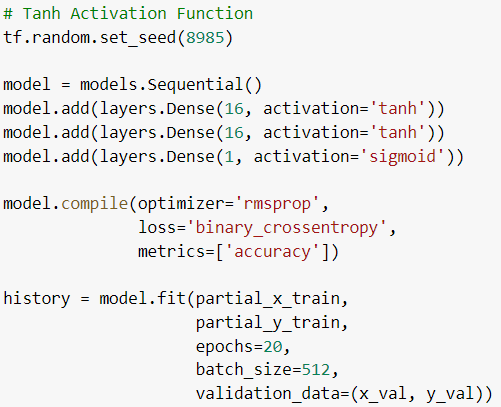 # Tanh Activation Function
tf.random.set_seed(8985)

model = models.Sequential()
model.add(layers.Dense(16, activation='tanh'))
model.add(layers.Dense(16, activation='tanh'))
model.add(layers.Dense(1, activation='sigmoid'))

model.compile(optimizer='rmsprop',
              loss='binary_crossentropy',
              metrics=['accuracy'])

history = model.fit(partial_x_train,
                    partial_y_train,
                    epochs=20,
                    batch_size=512,
                    validation_data=(x_val, y_val))